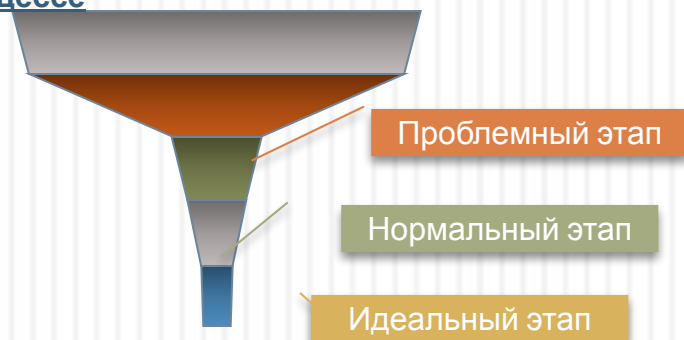 Проблемный этап
Нормальный этап
Идеальный этап